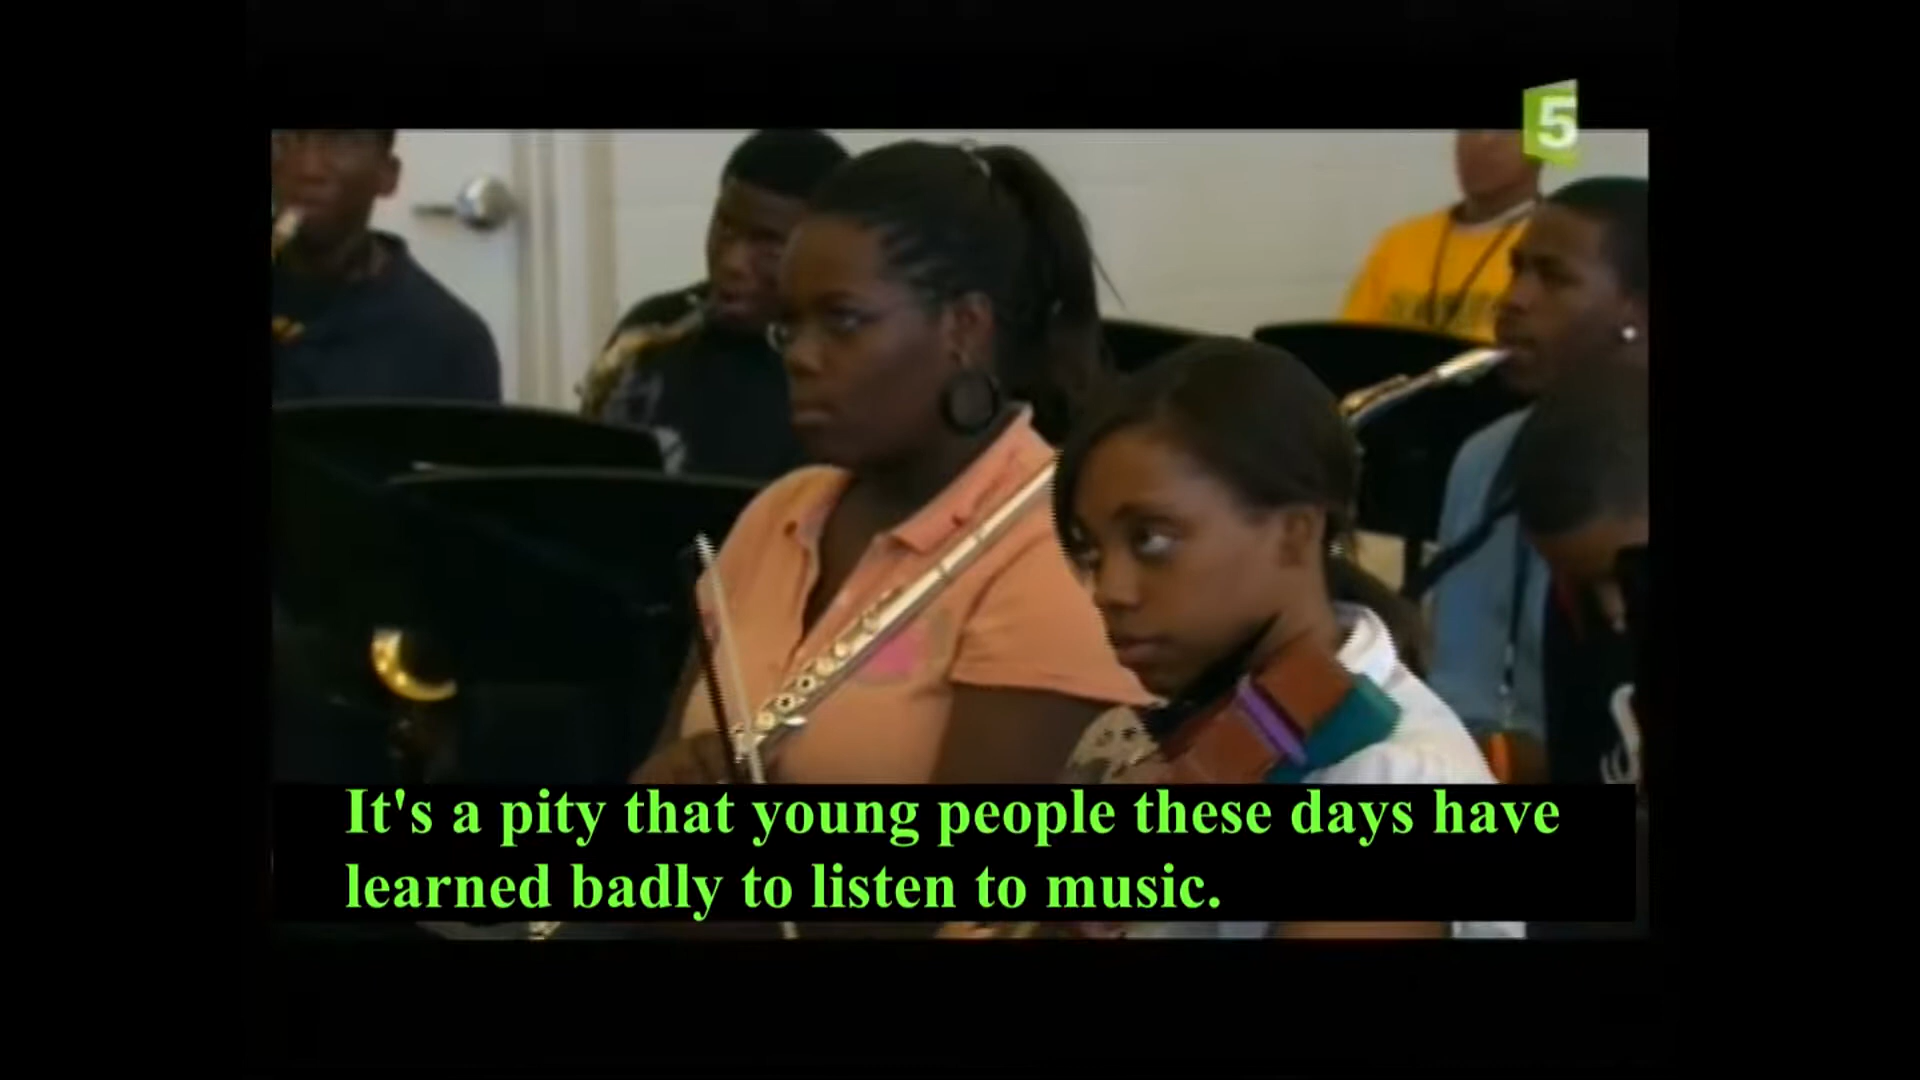 5
It's a pity that young people these days have
learned badly to listen to music.